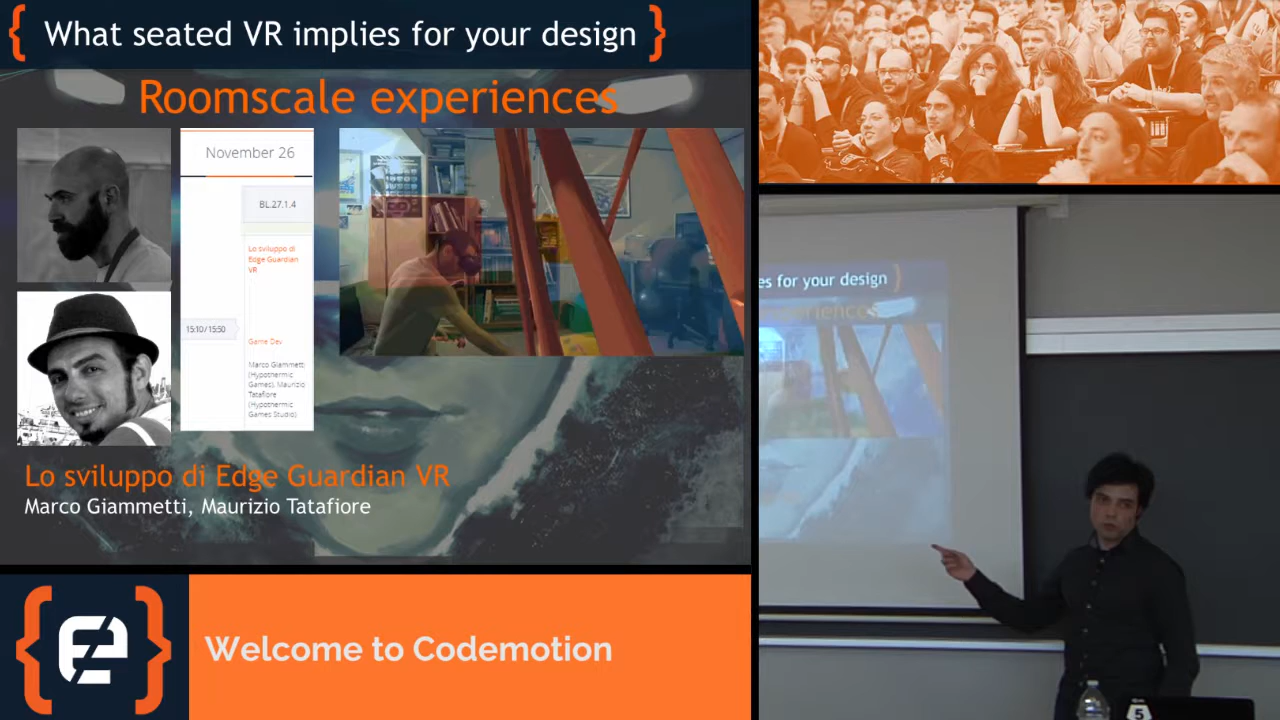 { What seated VR implies for your design }
Roomscale experiences
November 26
BL.27.1.4
Lo sviluppo di
Edge Guardian
VR
15:10/15:50
Game Dev
Marco Giammetti
(Hypothermic
Games), Maurizio
Tatafiore
(Hypothermic
Games Studio)
Lo sviluppo di Edge Guardian VR
Marco Giammetti, Maurizio Tatafiore
Welcome to Codemotion
es for your design }
experiences
5